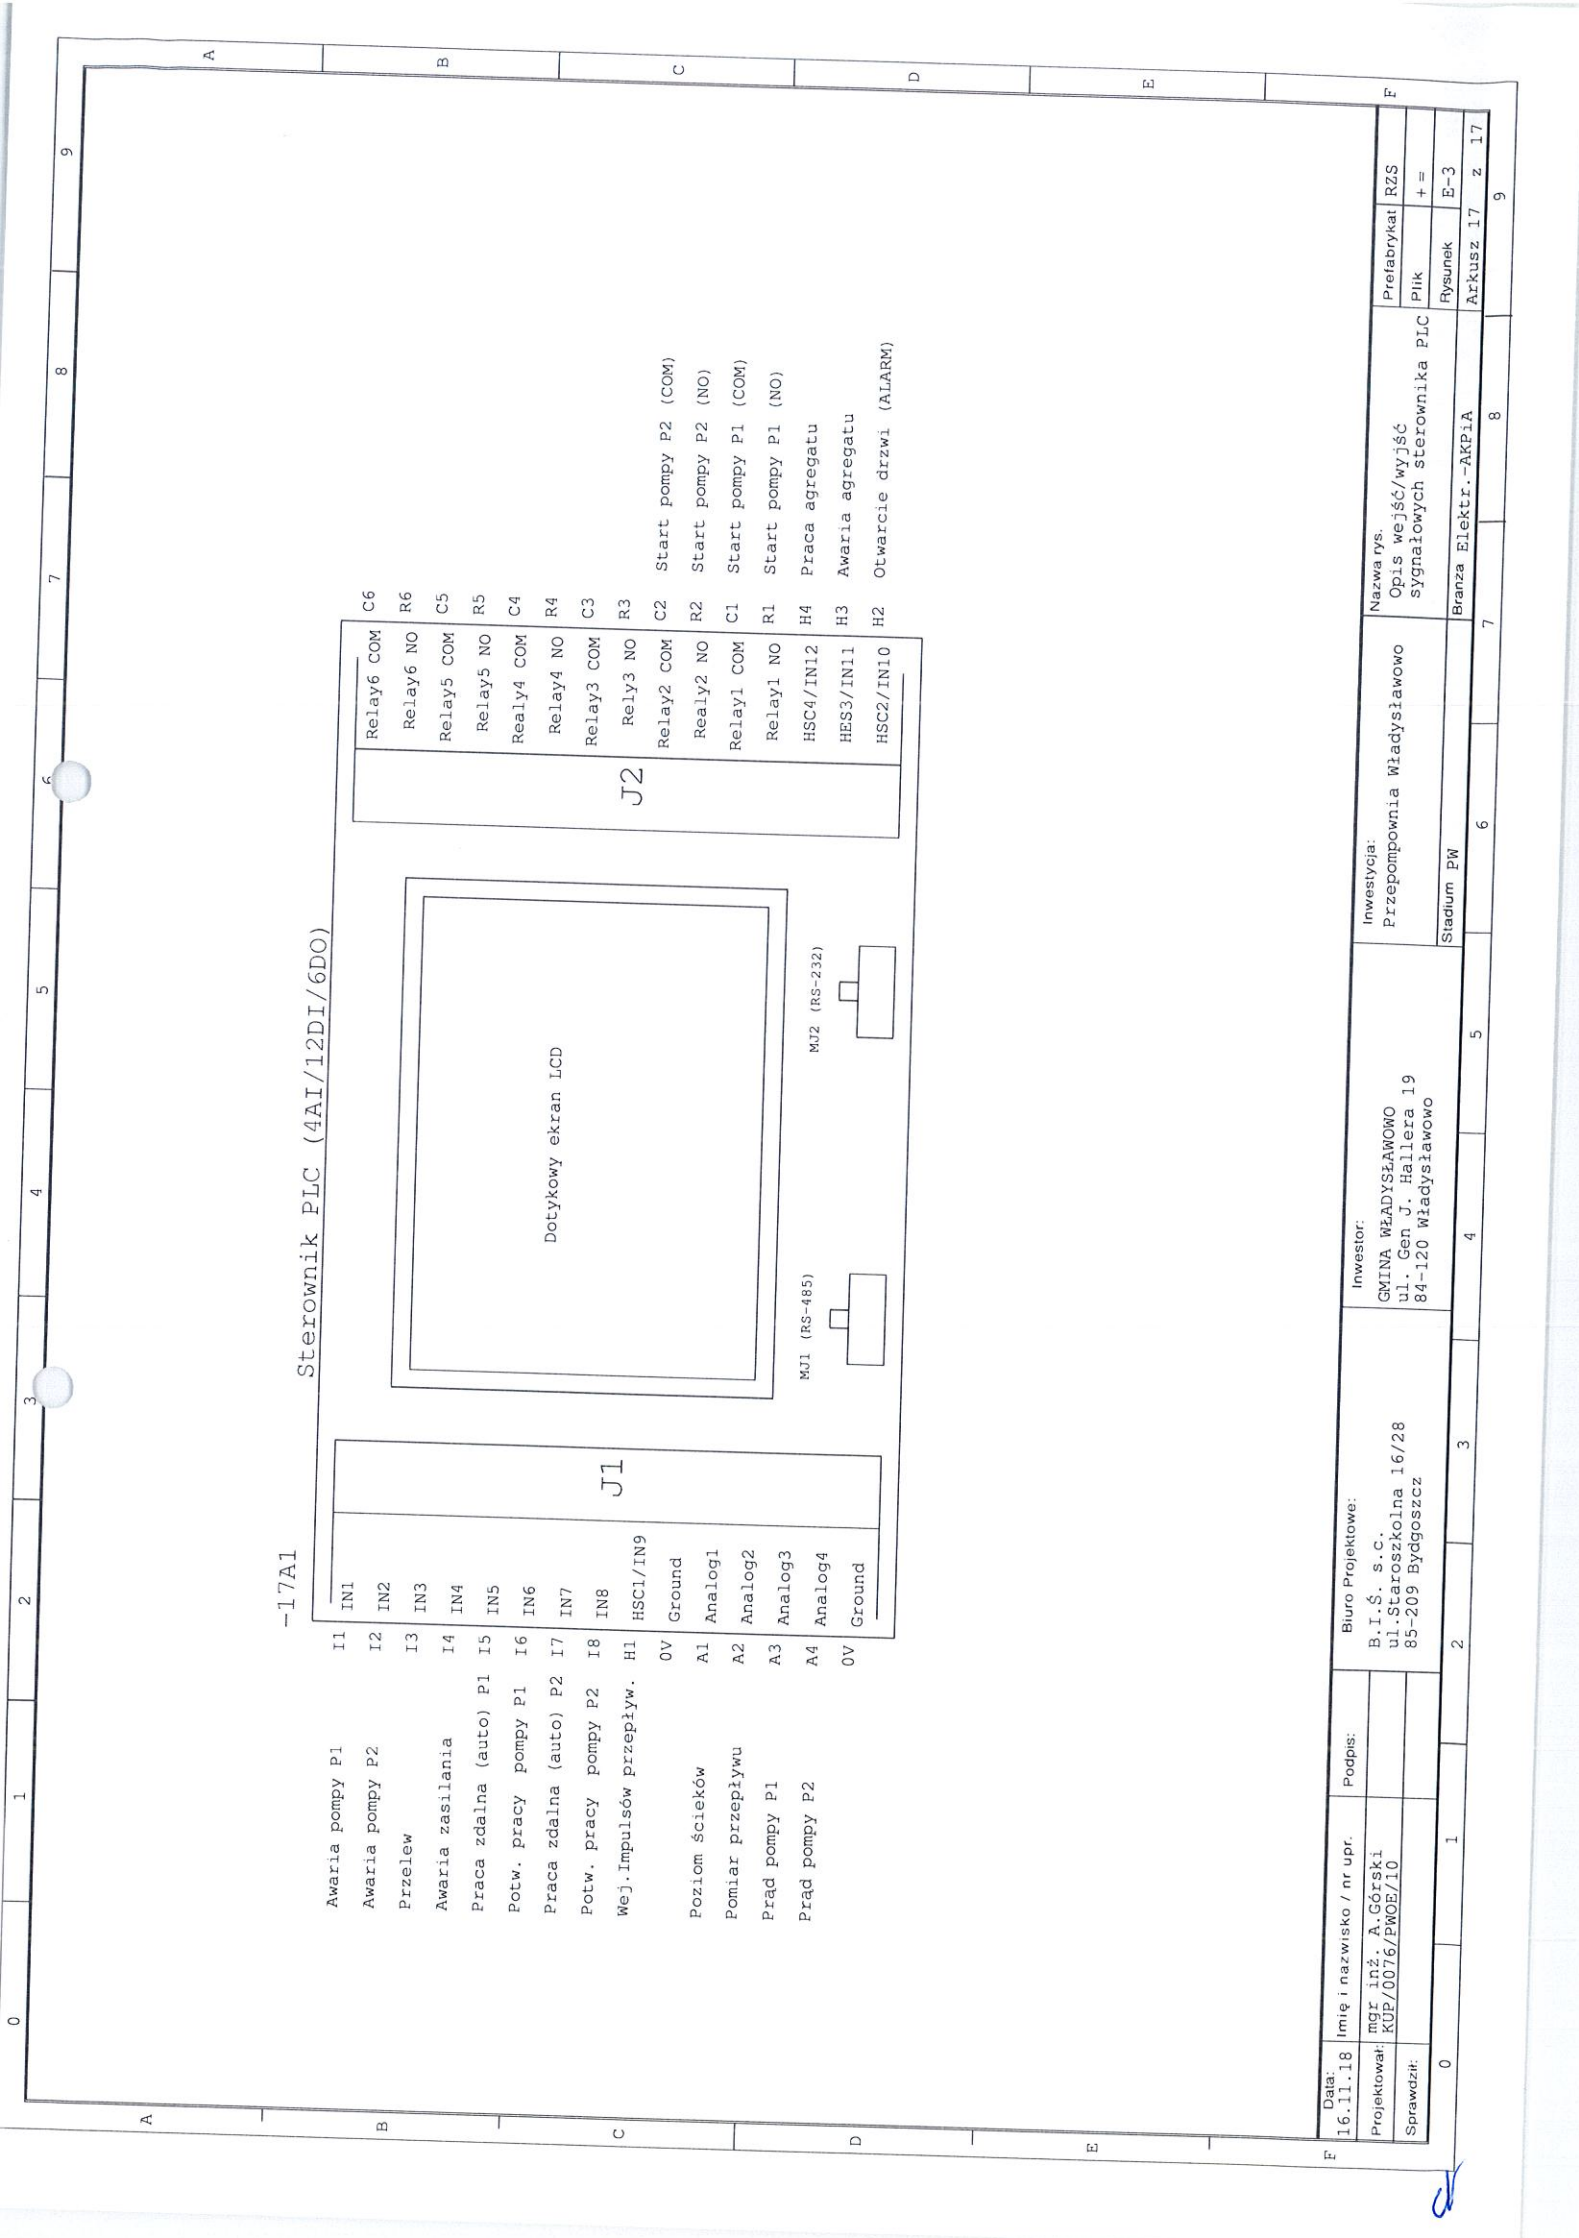 0 1 2 3 4 5 6 7 8 9
A
B
C
D
E
F
A
B
C
D
E
F
-17A1
Sterownik PLC (4AI/12DI/6DO)
Awaria pompy P1 I1 IN1
Awaria pompy P2 I2 IN2
Przelew I3 IN3
Awaria zasilania I4 IN4
Praca zdalna (auto) P1 I5 IN5
Potw. pracy pompy P1 I6 IN6
Praca zdalna (auto) P2 I7 IN7
Potw. pracy pompy P2 I8 IN8
Wej.Impulsów przepływ. H1 HSC1/IN9
0V Ground
Poziom ścieków A1 Analog1
Pomiar przepływu A2 Analog2
Prąd pompy P1 A3 Analog3
Prąd pompy P2 A4 Analog4
0V Ground
J1
Dotykowy ekran LCD
MJ1 (RS-485)
MJ2 (RS-232)
J2
Relay6 COM C6
Relay6 NO R6
Relay5 COM C5
Relay5 NO R5
Realy4 COM C4
Relay4 NO R4
Relay3 COM C3
Rely3 NO R3
Relay2 COM C2 Start pompy P2 (COM)
Realy2 NO R2 Start pompy P2 (NO)
Relay1 COM C1 Start pompy P1 (COM)
Relay1 NO R1 Start pompy P1 (NO)
HSC4/IN12 H4 Praca agregatu
HES3/IN11 H3 Awaria agregatu
HSC2/IN10 H2 Otwarcie drzwi (ALARM)
Data:
16.11.18
Imię i nazwisko / nr upr.
Podpis:
Projektował:
mgr inż. A.Górski
KUP/0076/PWOE/10
Sprawdził:
Biuro Projektowe:
B.I.Ś. s.c.
ul.Staroszkolna 16/28
85-209 Bydgoszcz
Inwestor:
GMINA WŁADYSŁAWOWO
ul. Gen J. Hallera 19
84-120 Władysławowo
Inwestycja:
Przepompownia Władysławowo
Stadium PW
Nazwa rys.
Opis wejść/wyjść
sygnałowych sterownika PLC
Branża Elektr.-AKPiA
Prefabrykat RZS
Plik + =
Rysunek E-3
Arkusz 17 z 17
0 1 2 3 4 5 6 7 8 9